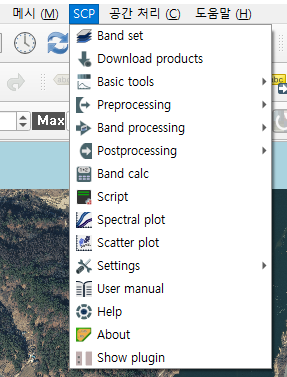 메시 (M) SCP 공간 처리 (C) 도움말 (H)
Band set
Download products
abc
Basic tools
Preprocessing
Max
Band processing
Postprocessing
Band calc
Script
Spectral plot
Scatter plot
Settings
User manual
Help
About
Show plugin